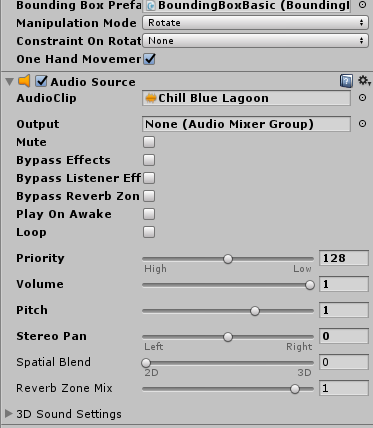 Bounding Box Prefa BoundingBoxBasic (BoundingI
Manipulation Mode Rotate
Constraint On Rotat None
One Hand Movemer
Audio Source
AudioClip Chill Blue Lagoon
Output None (Audio Mixer Group)
Mute
Bypass Effects
Bypass Listener Eff
Bypass Reverb Zon
Play On Awake
Loop
Priority 128
High Low
Volume 1
Pitch 1
Stereo Pan 0
Left Right
Spatial Blend 0
2D 3D
Reverb Zone Mix 1
3D Sound Settings